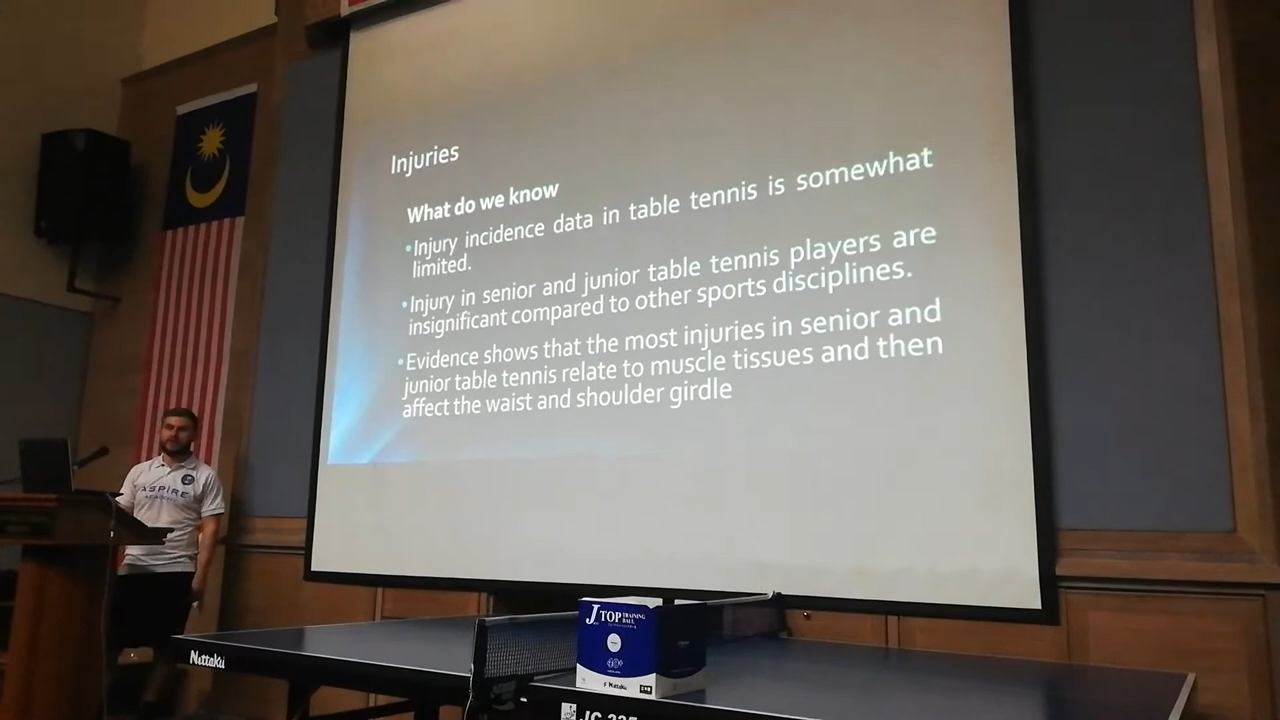 Injuries
What do we know
•Injury incidence data in table tennis is somewhat
limited.
•Injury in senior and junior table tennis players are
insignificant compared to other sports disciplines.
•Evidence shows that the most injuries in senior and
junior table tennis relate to muscle tissues and then
affect the waist and shoulder girdle
ASPIRE
ACADEMY
J TOP TRAINING
BALL
40+
Nittaku
Nittaku